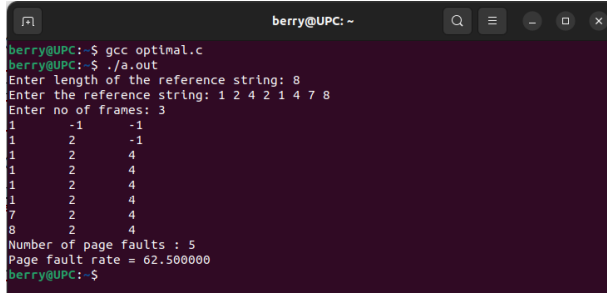 berry@UPC: ~
berry@UPC:~$ gcc optimal.c
berry@UPC:~$ ./a.out
Enter length of the reference string: 8
Enter the reference string: 1 2 4 2 1 4 7 8
Enter no of frames: 3
1 -1 -1
1 2 -1
1 2 4
1 2 4
1 2 4
1 2 4
7 2 4
8 2 4
Number of page faults : 5
Page fault rate = 62.500000
berry@UPC:~$